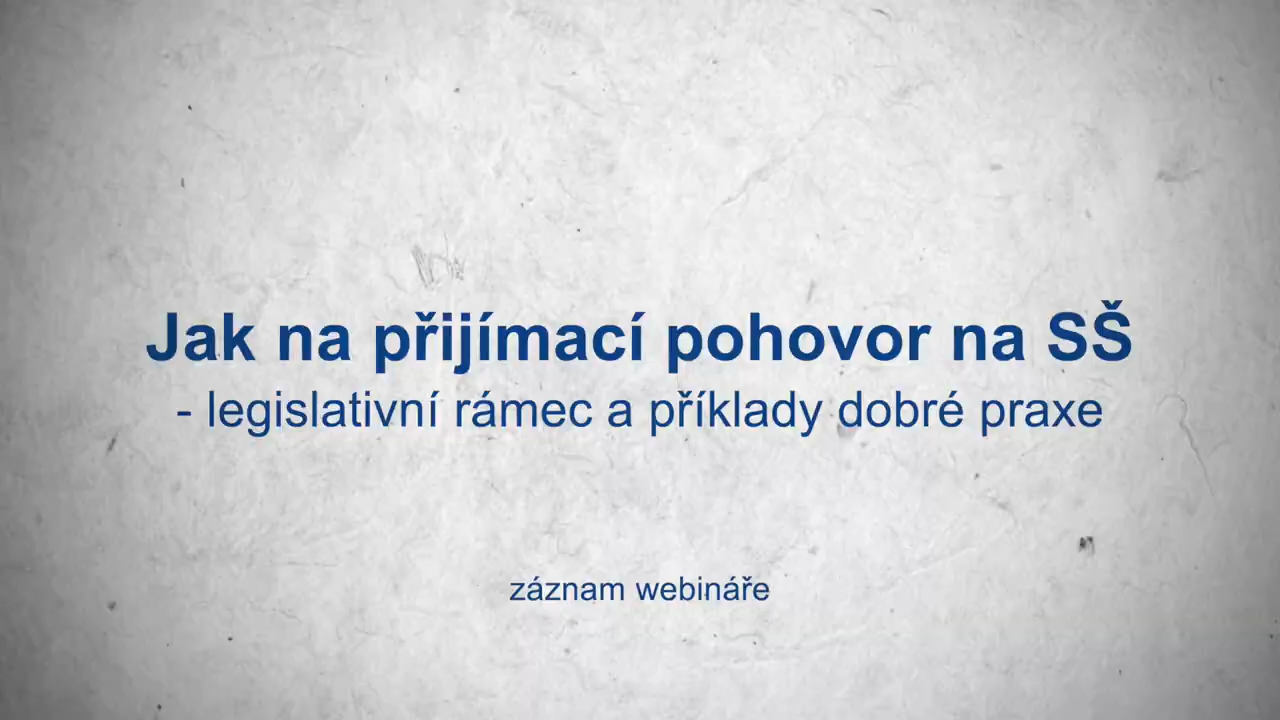 Jak na přijímací pohovor na SŠ
- legislativní rámec a příklady dobré praxe
záznam webináře